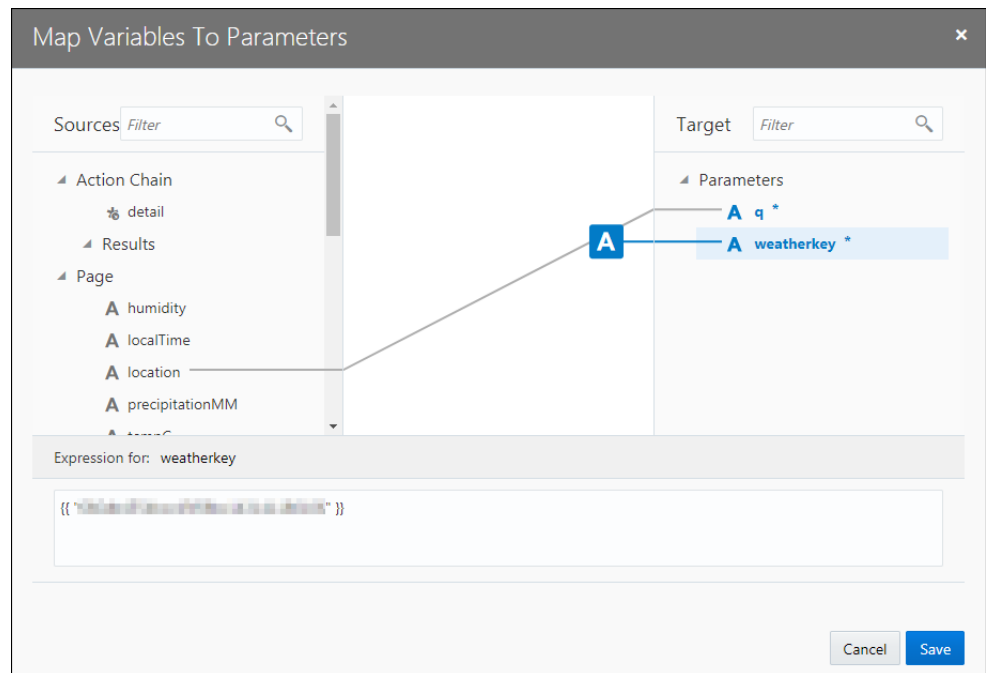 Map Variables To Parameters ×
Sources Filter
Target Filter
Action Chain
detail
Results
Page
A humidity
A localTime
A location
A precipitationMM
Parameters
A q *
A weatherkey *
A
Expression for: weatherkey
{{ " " }}
Cancel
Save